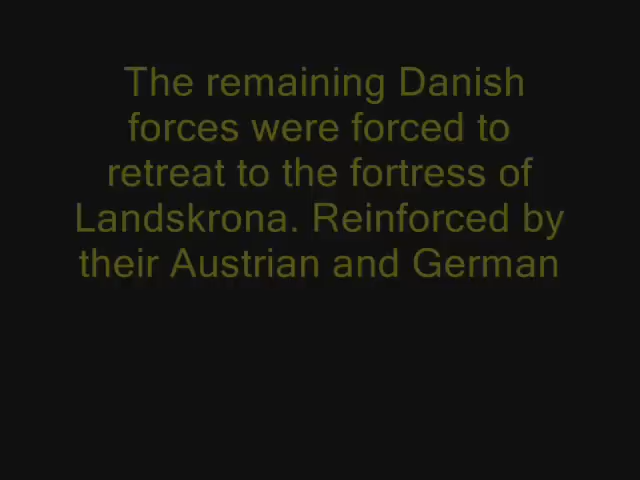 The remaining Danish
forces were forced to
retreat to the fortress of
Landskrona. Reinforced by
their Austrian and German